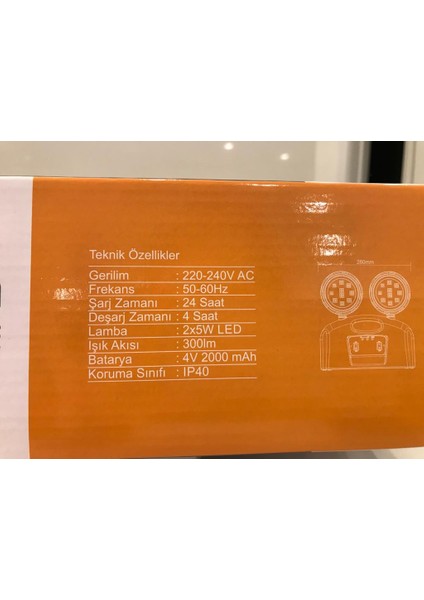 Teknik Özellikler
Gerilim : 220-240V AC
Frekans : 50-60Hz
Şarj Zamanı : 24 Saat
Deşarj Zamanı : 4 Saat
Lamba : 2x5W LED
Işık Akısı : 300lm
Batarya : 4V 2000 mAh
Koruma Sınıfı : IP40